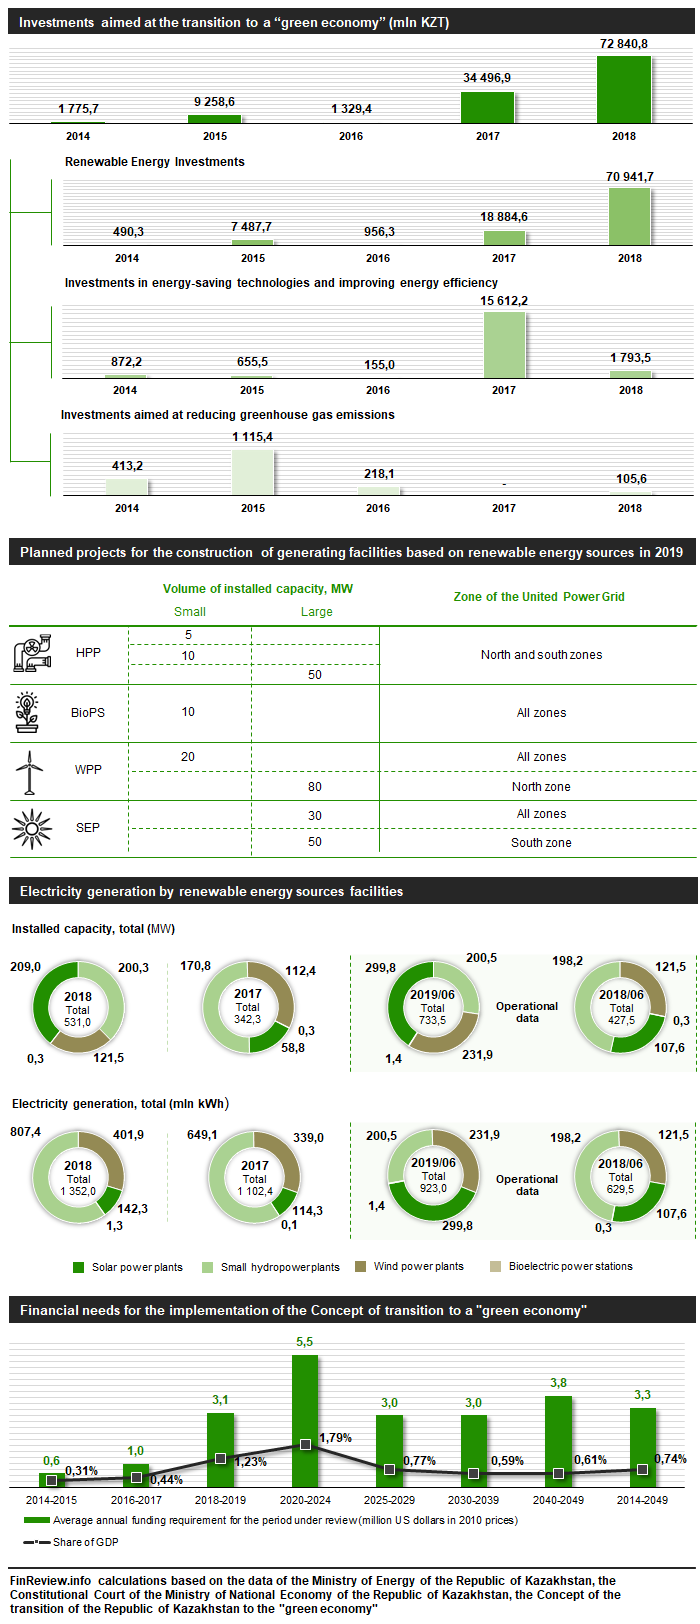 Investments aimed at the transition to a “green economy” (mln KZT)
1 775,7 9 258,6 1 329,4 34 496,9 72 840,8
2014 2015 2016 2017 2018
Renewable Energy Investments
490,3 7 487,7 956,3 18 884,6 70 941,7
2014 2015 2016 2017 2018
Investments in energy-saving technologies and improving energy efficiency
872,2 655,5 155,0 15 612,2 1 793,5
2014 2015 2016 2017 2018
Investments aimed at reducing greenhouse gas emissions
413,2 1 115,4 218,1 - 105,6
2014 2015 2016 2017 2018
Planned projects for the construction of generating facilities based on renewable energy sources in 2019
Volume of installed capacity, MW
Zone of the United Power Grid
Small Large
HPP
5
10
50
North and south zones
BioPS 10 All zones
WPP
20 All zones
80 North zone
SEP
30 All zones
50 South zone
Electricity generation by renewable energy sources facilities
Installed capacity, total (MW)
209,0 200,3
2018
Total
531,0
0,3 121,5
170,8 112,4
2017
Total
342,3
0,3
58,8
299,8 200,5
2019/06
Total
733,5
1,4 231,9
Operational
data
198,2 121,5
2018/06
Total
427,5
0,3
107,6
Electricity generation, total (mln kWh)
807,4 401,9
2018
Total
1 352,0
142,3
1,3
649,1 339,0
2017
Total
1 102,4
114,3
0,1
200,5 231,9
2019/06
Total
923,0
1,4
299,8
Operational
data
198,2 121,5
2018/06
Total
629,5
107,6
0,3
Solar power plants Small hydropower plants Wind power plants Bioelectric power stations
Financial needs for the implementation of the Concept of transition to a "green economy"
0,6 1,0 3,1 5,5 3,0 3,0 3,8 3,3
0,31% 0,44% 1,23% 1,79% 0,77% 0,59% 0,61% 0,74%
2014-2015 2016-2017 2018-2019 2020-2024 2025-2029 2030-2039 2040-2049 2014-2049
Average annual funding requirement for the period under review (million US dollars in 2010 prices)
Share of GDP
FinReview.info calculations based on the data of the Ministry of Energy of the Republic of Kazakhstan, the
Constitutional Court of the Ministry of National Economy of the Republic of Kazakhstan, the Concept of the
transition of the Republic of Kazakhstan to the "green economy"